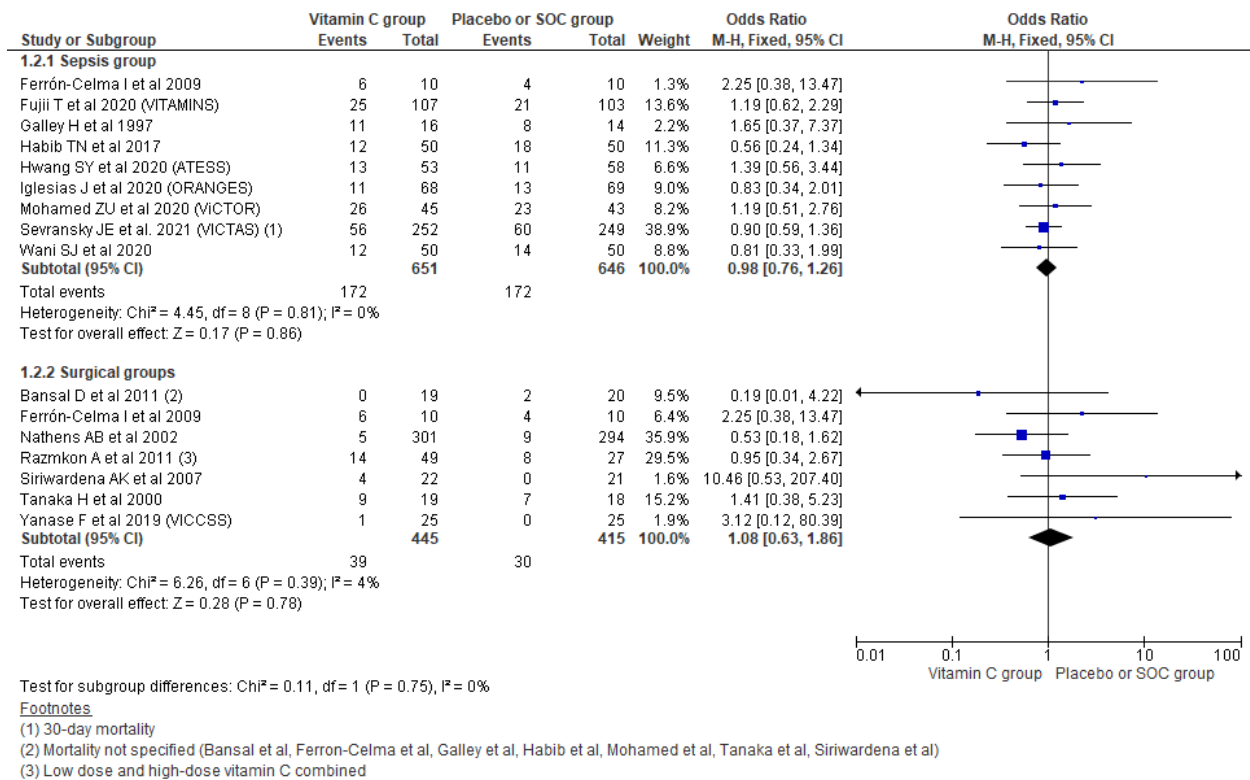 Vitamin C group Placebo or SOC group Odds Ratio Odds Ratio
Study or Subgroup Events Total Events Total Weight M-H, Fixed, 95% CI M-H, Fixed, 95% CI
1.2.1 Sepsis group
Ferrón-Celma I et al 2009 6 10 4 10 1.3% 2.25 [0.38, 13.47]
Fujii T et al 2020 (VITAMINS) 25 107 21 103 13.6% 1.19 [0.62, 2.29]
Galley H et al 1997 11 16 8 14 2.2% 1.65 [0.37, 7.37]
Habib TN et al 2017 12 50 18 50 11.3% 0.56 [0.24, 1.34]
Hwang SY et al 2020 (ATESS) 13 53 11 58 6.6% 1.39 [0.56, 3.44]
Iglesias J et al 2020 (ORANGES) 11 68 13 69 9.0% 0.83 [0.34, 2.01]
Mohamed ZU et al 2020 (ViCTOR) 26 45 23 43 8.2% 1.19 [0.51, 2.76]
Sevransky JE et al. 2021 (VICTAS) (1) 56 252 60 249 38.9% 0.90 [0.59, 1.36]
Wani SJ et al 2020 12 50 14 50 8.8% 0.81 [0.33, 1.99]
Subtotal (95% CI) 651 646 100.0% 0.98 [0.76, 1.26]
Total events 172 172
Heterogeneity: Chi² = 4.45, df = 8 (P = 0.81); I² = 0%
Test for overall effect: Z = 0.17 (P = 0.86)
1.2.2 Surgical groups
Bansal D et al 2011 (2) 0 19 2 20 9.5% 0.19 [0.01, 4.22]
Ferrón-Celma I et al 2009 6 10 4 10 6.4% 2.25 [0.38, 13.47]
Nathens AB et al 2002 5 301 9 294 35.9% 0.53 [0.18, 1.62]
Razmkon A et al 2011 (3) 14 49 8 27 29.5% 0.95 [0.34, 2.67]
Siriwardena AK et al 2007 4 22 0 21 1.6% 10.46 [0.53, 207.40]
Tanaka H et al 2000 9 19 7 18 15.2% 1.41 [0.38, 5.23]
Yanase F et al 2019 (VICCSS) 1 25 0 25 1.9% 3.12 [0.12, 80.39]
Subtotal (95% CI) 445 415 100.0% 1.08 [0.63, 1.86]
Total events 39 30
Heterogeneity: Chi² = 6.26, df = 6 (P = 0.39); I² = 4%
Test for overall effect: Z = 0.28 (P = 0.78)
0.01 0.1 1 10 100
Vitamin C group Placebo or SOC group
Test for subgroup differences: Chi² = 0.11, df = 1 (P = 0.75), I² = 0%
Footnotes
(1) 30-day mortality
(2) Mortality not specified (Bansal et al, Ferron-Celma et al, Galley et al, Habib et al, Mohamed et al, Tanaka et al, Siriwardena et al)
(3) Low dose and high-dose vitamin C combined